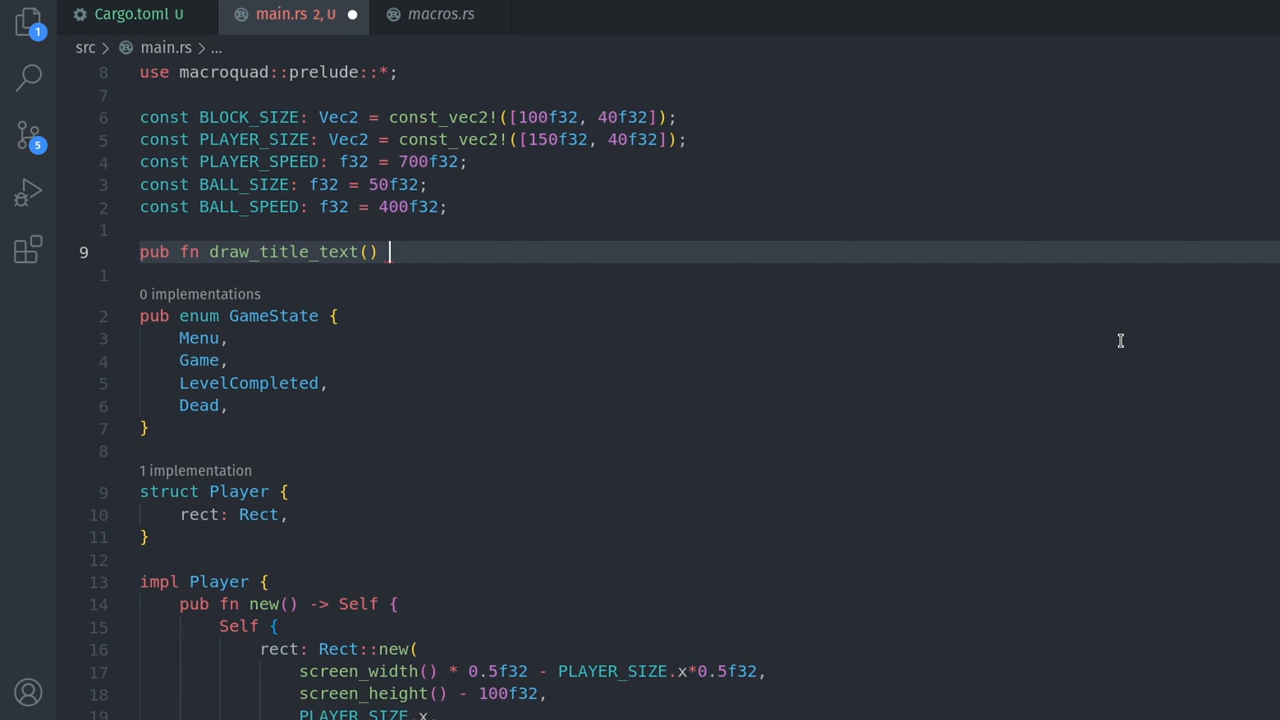 Cargo.toml U
main.rs 2, U
macros.rs
1
src > main.rs > ...
8 use macroquad::prelude::*;
7
6 const BLOCK_SIZE: Vec2 = const_vec2!([100f32, 40f32]);
5 const PLAYER_SIZE: Vec2 = const_vec2!([150f32, 40f32]);
4 const PLAYER_SPEED: f32 = 700f32;
5
3 const BALL_SIZE: f32 = 50f32;
2 const BALL_SPEED: f32 = 400f32;
1
9 pub fn draw_title_text()
1
0 implementations
2 pub enum GameState {
3 Menu,
4 Game,
5 LevelCompleted,
6 Dead,
7 }
8
1 implementation
9 struct Player {
10 rect: Rect,
11 }
12
13 impl Player {
14 pub fn new() -> Self {
15 Self {
16 rect: Rect::new(
17 screen_width() * 0.5f32 - PLAYER_SIZE.x*0.5f32,
18 screen_height() - 100f32,
19 PLAYER_SIZE.x,